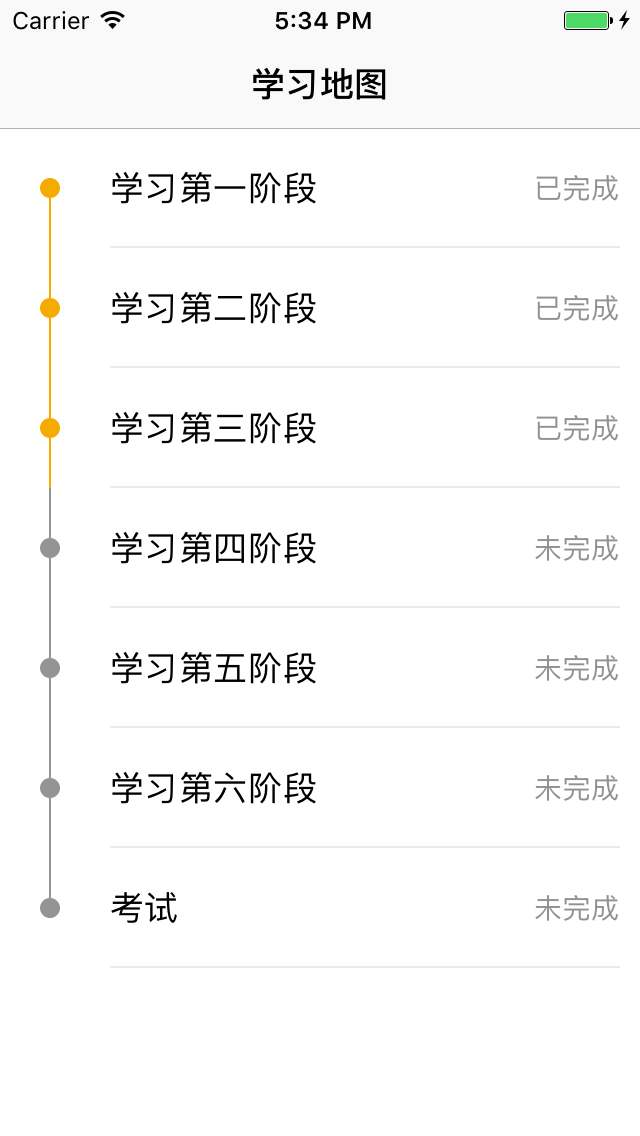 Carrier 5:34 PM
学习地图
学习第一阶段 已完成
学习第二阶段 已完成
学习第三阶段 已完成
学习第四阶段 未完成
学习第五阶段 未完成
学习第六阶段 未完成
考试 未完成